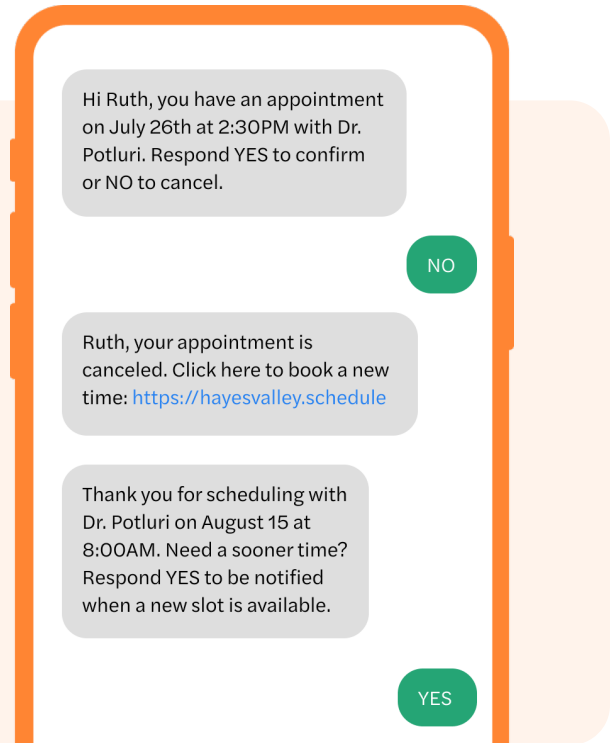 Hi Ruth, you have an appointment
on July 26th at 2:30PM with Dr.
Potluri. Respond YES to confirm
or NO to cancel.
NO
Ruth, your appointment is
canceled. Click here to book a new
time: https://hayesvalley.schedule
Thank you for scheduling with
Dr. Potluri on August 15 at
8:00AM. Need a sooner time?
Respond YES to be notified
when a new slot is available.
YES